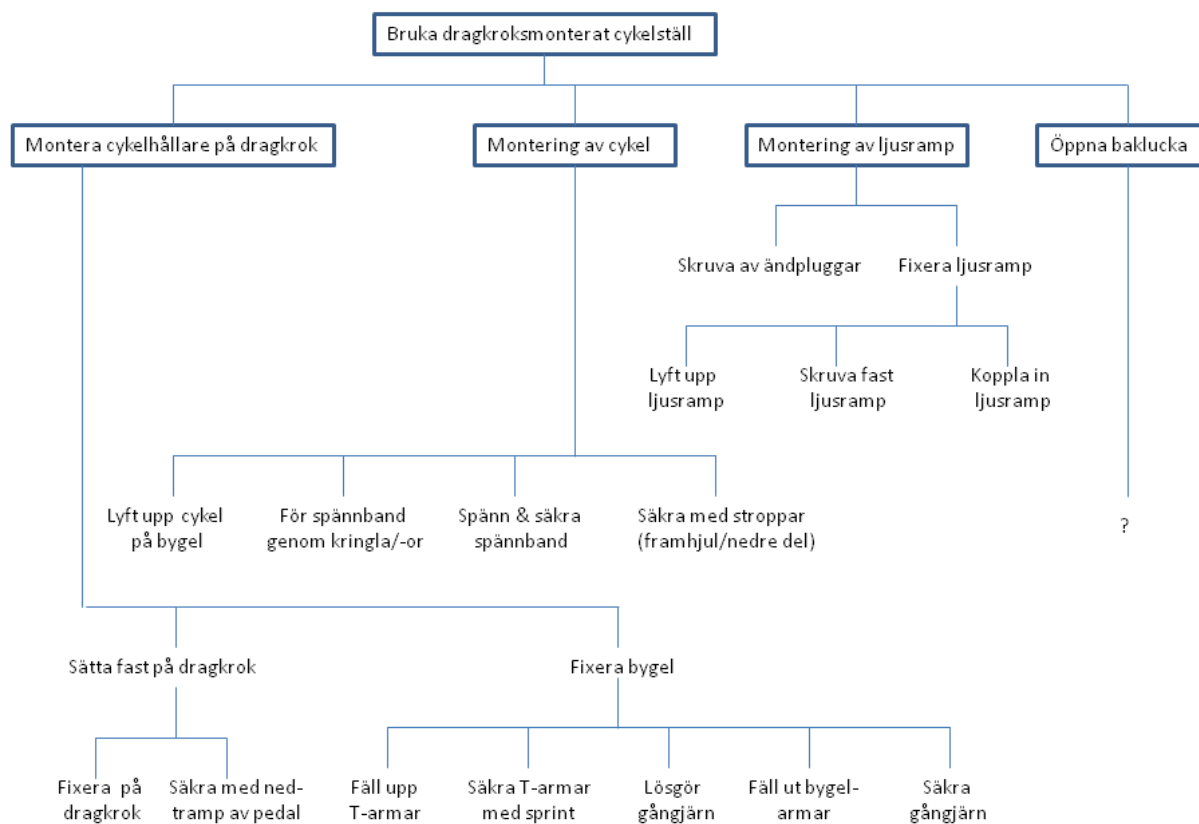 Bruka dragkroksmonterat cykelställ
Montera cykelhållare på dragkrok
Montering av cykel
Montering av ljusramp
Öppna baklucka
Skruva av ändpluggar
Fixera ljusramp
Lyft upp
ljusramp
Skruva fast
ljusramp
Koppla in
ljusramp
Lyft upp cykel
på bygel
För spännband
genom kringla/-or
Spänn & säkra
spännband
Säkra med stroppar
(framhjul/nedre del)
?
Sätta fast på dragkrok
Fixera bygel
Fixera på
dragkrok
Säkra med ned-
tramp av pedal
Fäll upp
T-armar
Säkra T-armar
med sprint
Lösgör
gångjärn
Fäll ut bygel-
armar
Säkra
gångjärn